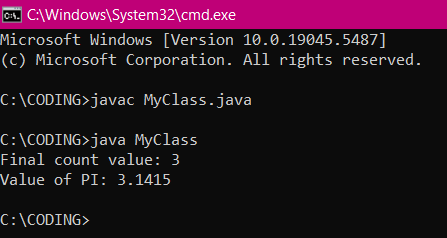 C:\Windows\System32\cmd.exe
Microsoft Windows [Version 10.0.19045.5487]
(c) Microsoft Corporation. All rights reserved.
C:\CODING>javac MyClass.java
C:\CODING>java MyClass
Final count value: 3
Value of PI: 3.1415
C:\CODING>